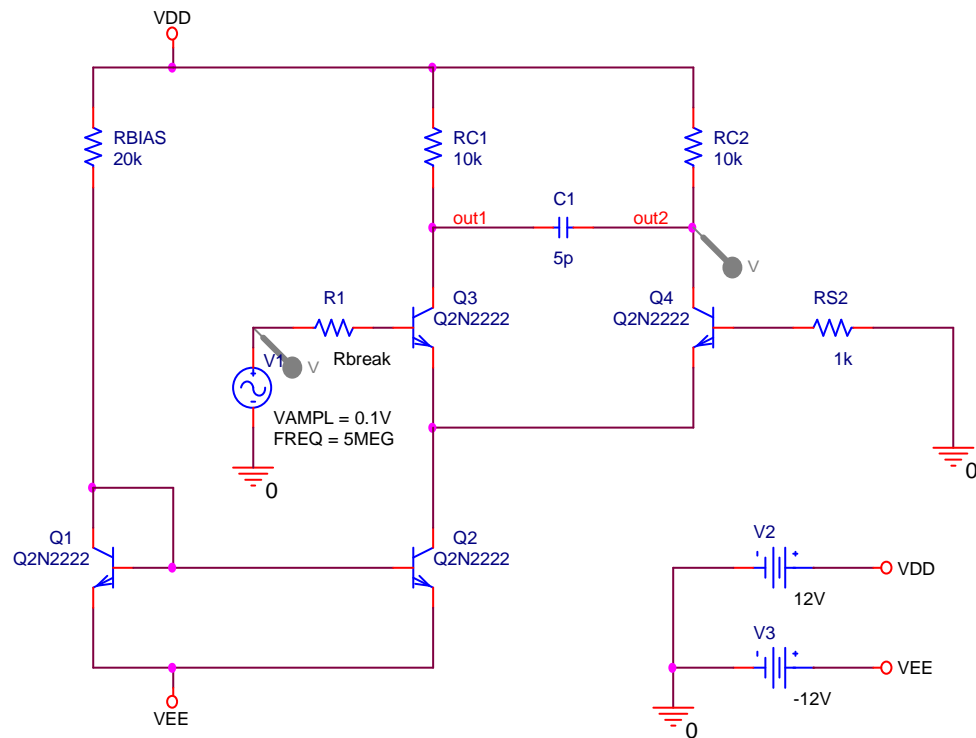 VDD
RBIAS
20k
RC1
10k
RC2
10k
C1
out1
out2
5p
V
R1
Q3
Q2N2222
Q4
Q2N2222
RS2
Rbreak
1k
V1
V
VAMPL = 0.1V
FREQ = 5MEG
0
0
Q1
Q2N2222
Q2
Q2N2222
V2
- +
VDD
12V
V3
- +
VEE
-12V
VEE
0